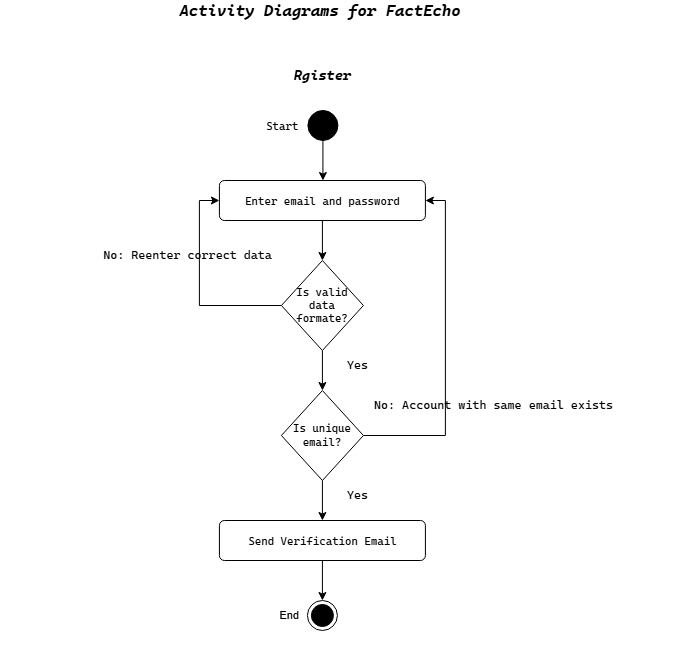 Activity Diagrams for FactEcho
Rgister
Start
Enter email and password
No: Reenter correct data
Is valid
data
formate?
Yes
No: Account with same email exists
Is unique
email?
Yes
Send Verification Email
End